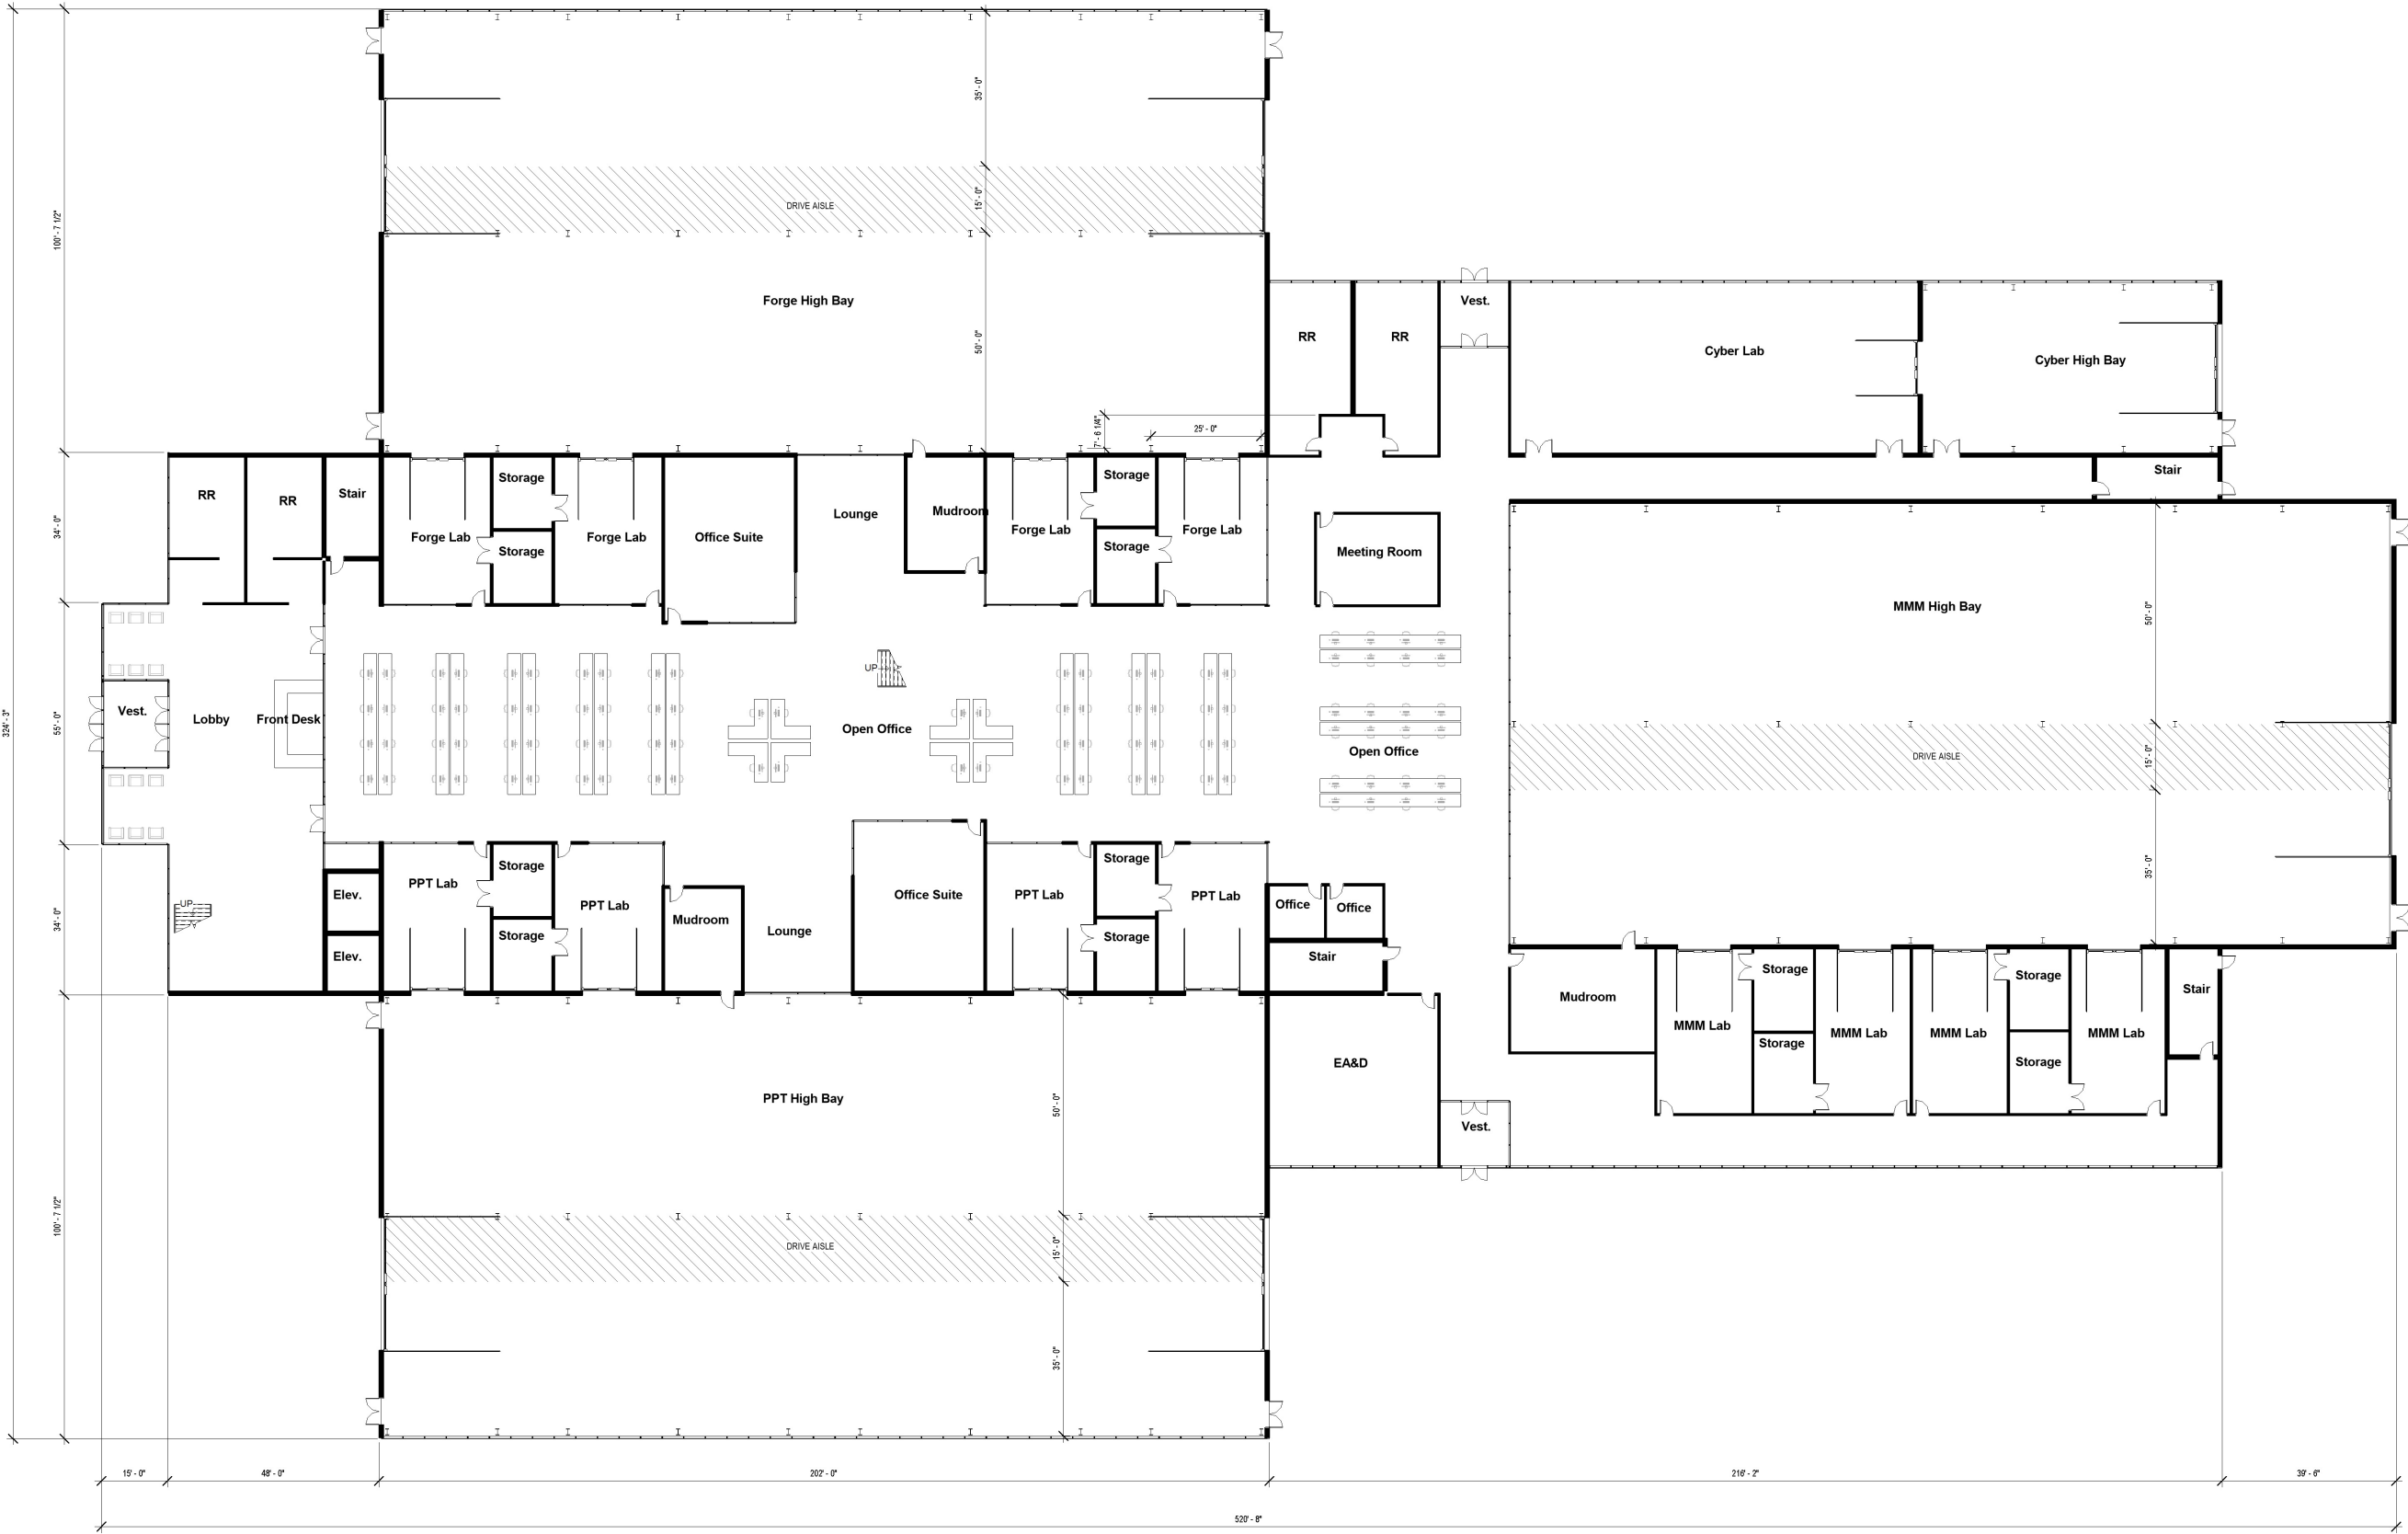 35' - 0"
15' - 0"
DRIVE AISLE
100' - 7 1/2"
Forge High Bay
50' - 0"
Vest.
RR
RR
Cyber Lab
Cyber High Bay
7' - 6 1/4"
25' - 0"
RR
RR
Stair
Storage
Storage
Forge Lab
Forge Lab
Office Suite
Lounge
Mudroom
Forge Lab
Storage
Storage
Forge Lab
Stair
34' - 0"
Meeting Room
MMM High Bay
50' - 0"
UP
324' - 3"
55' - 0"
Vest.
Lobby
Front Desk
Open Office
Open Office
DRIVE AISLE
15' - 0"
35' - 0"
34' - 0"
UP
Elev.
Elev.
PPT Lab
Storage
Storage
PPT Lab
Mudroom
Lounge
Office Suite
PPT Lab
Storage
Storage
PPT Lab
Office
Office
Stair
Mudroom
MMM Lab
Storage
Storage
MMM Lab
MMM Lab
Storage
Storage
MMM Lab
Stair
EA&D
PPT High Bay
50' - 0"
Vest.
100' - 7 1/2"
DRIVE AISLE
15' - 0"
35' - 0"
15' - 0"
48' - 0"
202' - 0"
216' - 2"
39' - 6"
520' - 8"